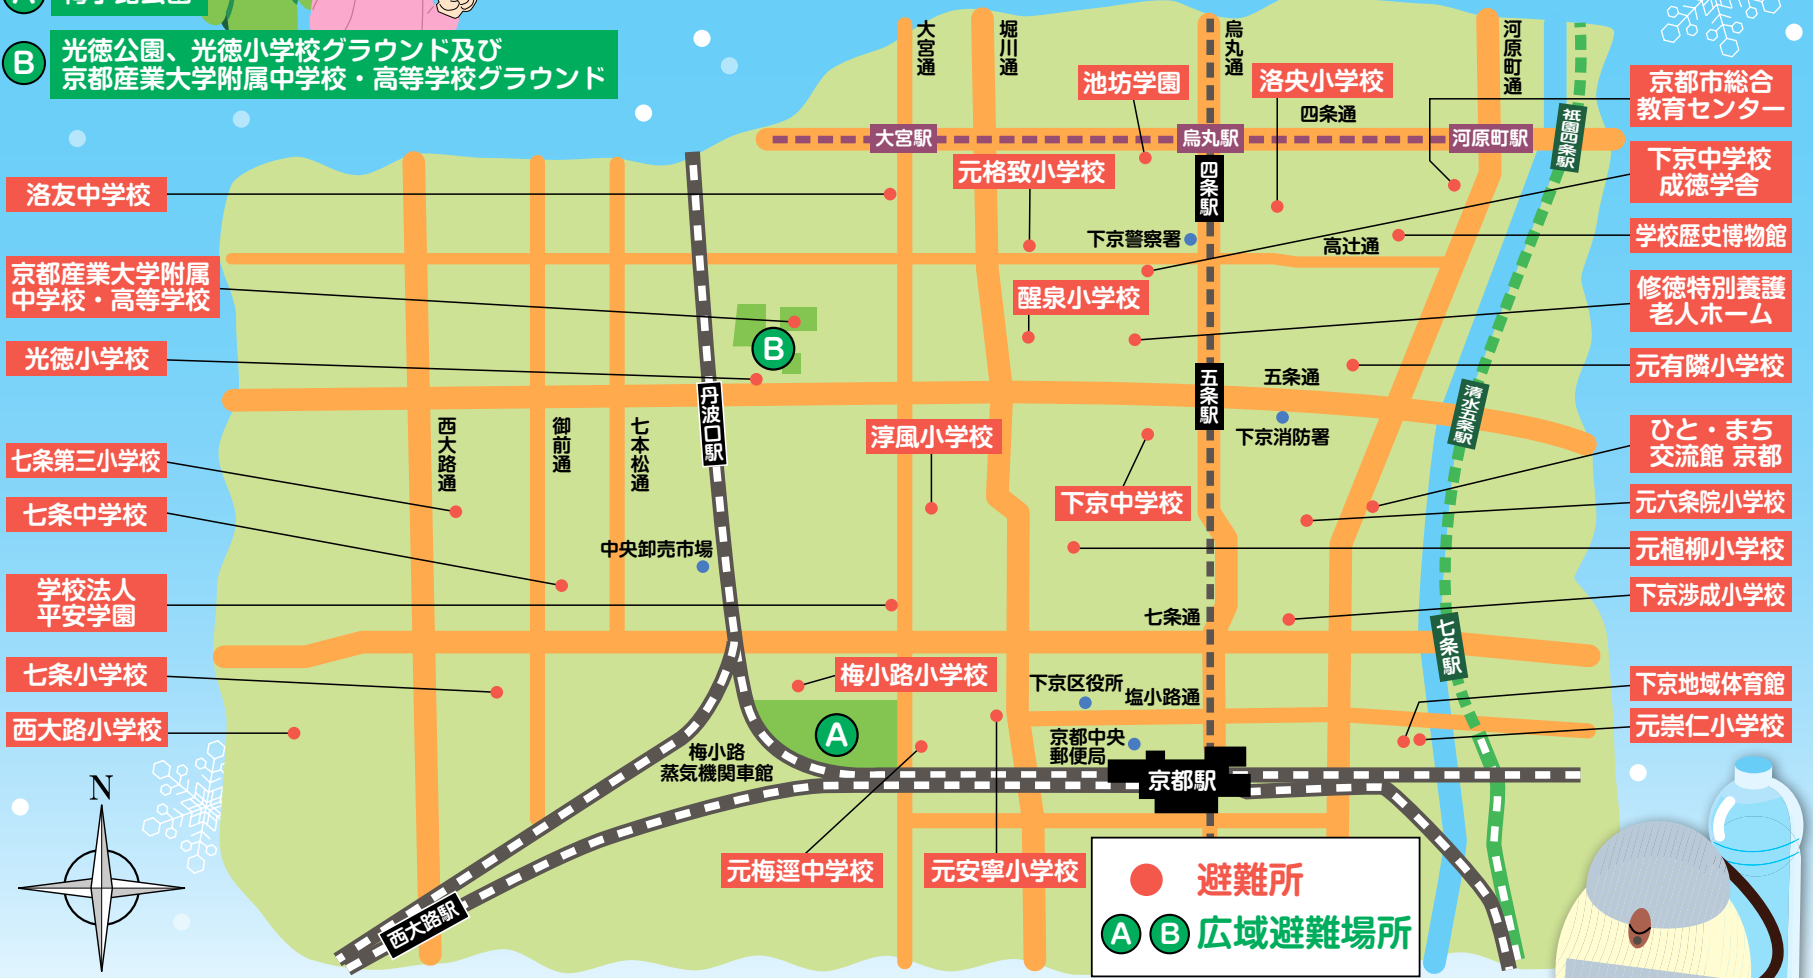 A
B
光徳公園、光徳小学校グラウンド及び
京都産業大学附属中学校・高等学校グラウンド
大宮通
堀川通
烏丸通
河原町通
池坊学園
洛央小学校
四条通
京都市総合
教育センター
大宮駅
烏丸駅
河原町駅
祇園四条駅
元格致小学校
四条駅
下京中学校
成徳学舎
洛友中学校
下京警察署
高辻通
学校歴史博物館
京都産業大学附属
中学校・高等学校
醒泉小学校
修徳特別養護
老人ホーム
B
光徳小学校
五条駅
五条通
元有隣小学校
丹波口駅
清水五条駅
西大路通
御前通
七本松通
淳風小学校
下京消防署
ひと・まち
交流館 京都
七条第三小学校
下京中学校
元六条院小学校
七条中学校
中央卸売市場
元植柳小学校
学校法人
平安学園
七条通
下京渉成小学校
七条駅
七条小学校
梅小路小学校
下京区役所
塩小路通
下京地域体育館
西大路小学校
A
元崇仁小学校
梅小路
蒸気機関車館
京都中央
郵便局
京都駅
N
元梅逕中学校
元安寧小学校
西大路駅
避難所
A B 広域避難場所